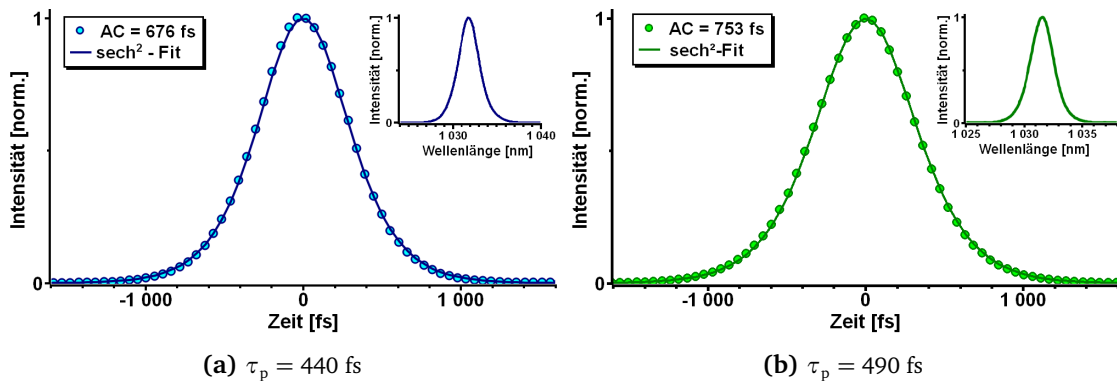 AC = 676 fs
sech² - Fit
Intensität [norm.]
1
0
-1 000
0
1 000
Zeit [fs]
Intensität [norm.]
1
0
1 030
1 040
Wellenlänge [nm]
(a) τp = 440 fs
AC = 753 fs
sech²-Fit
Intensität [norm.]
1
0
-1 000
0
1 000
Zeit [fs]
Intensität [norm.]
1
0
1 025
1 030
1 035
Wellenlänge [nm]
(b) τp = 490 fs